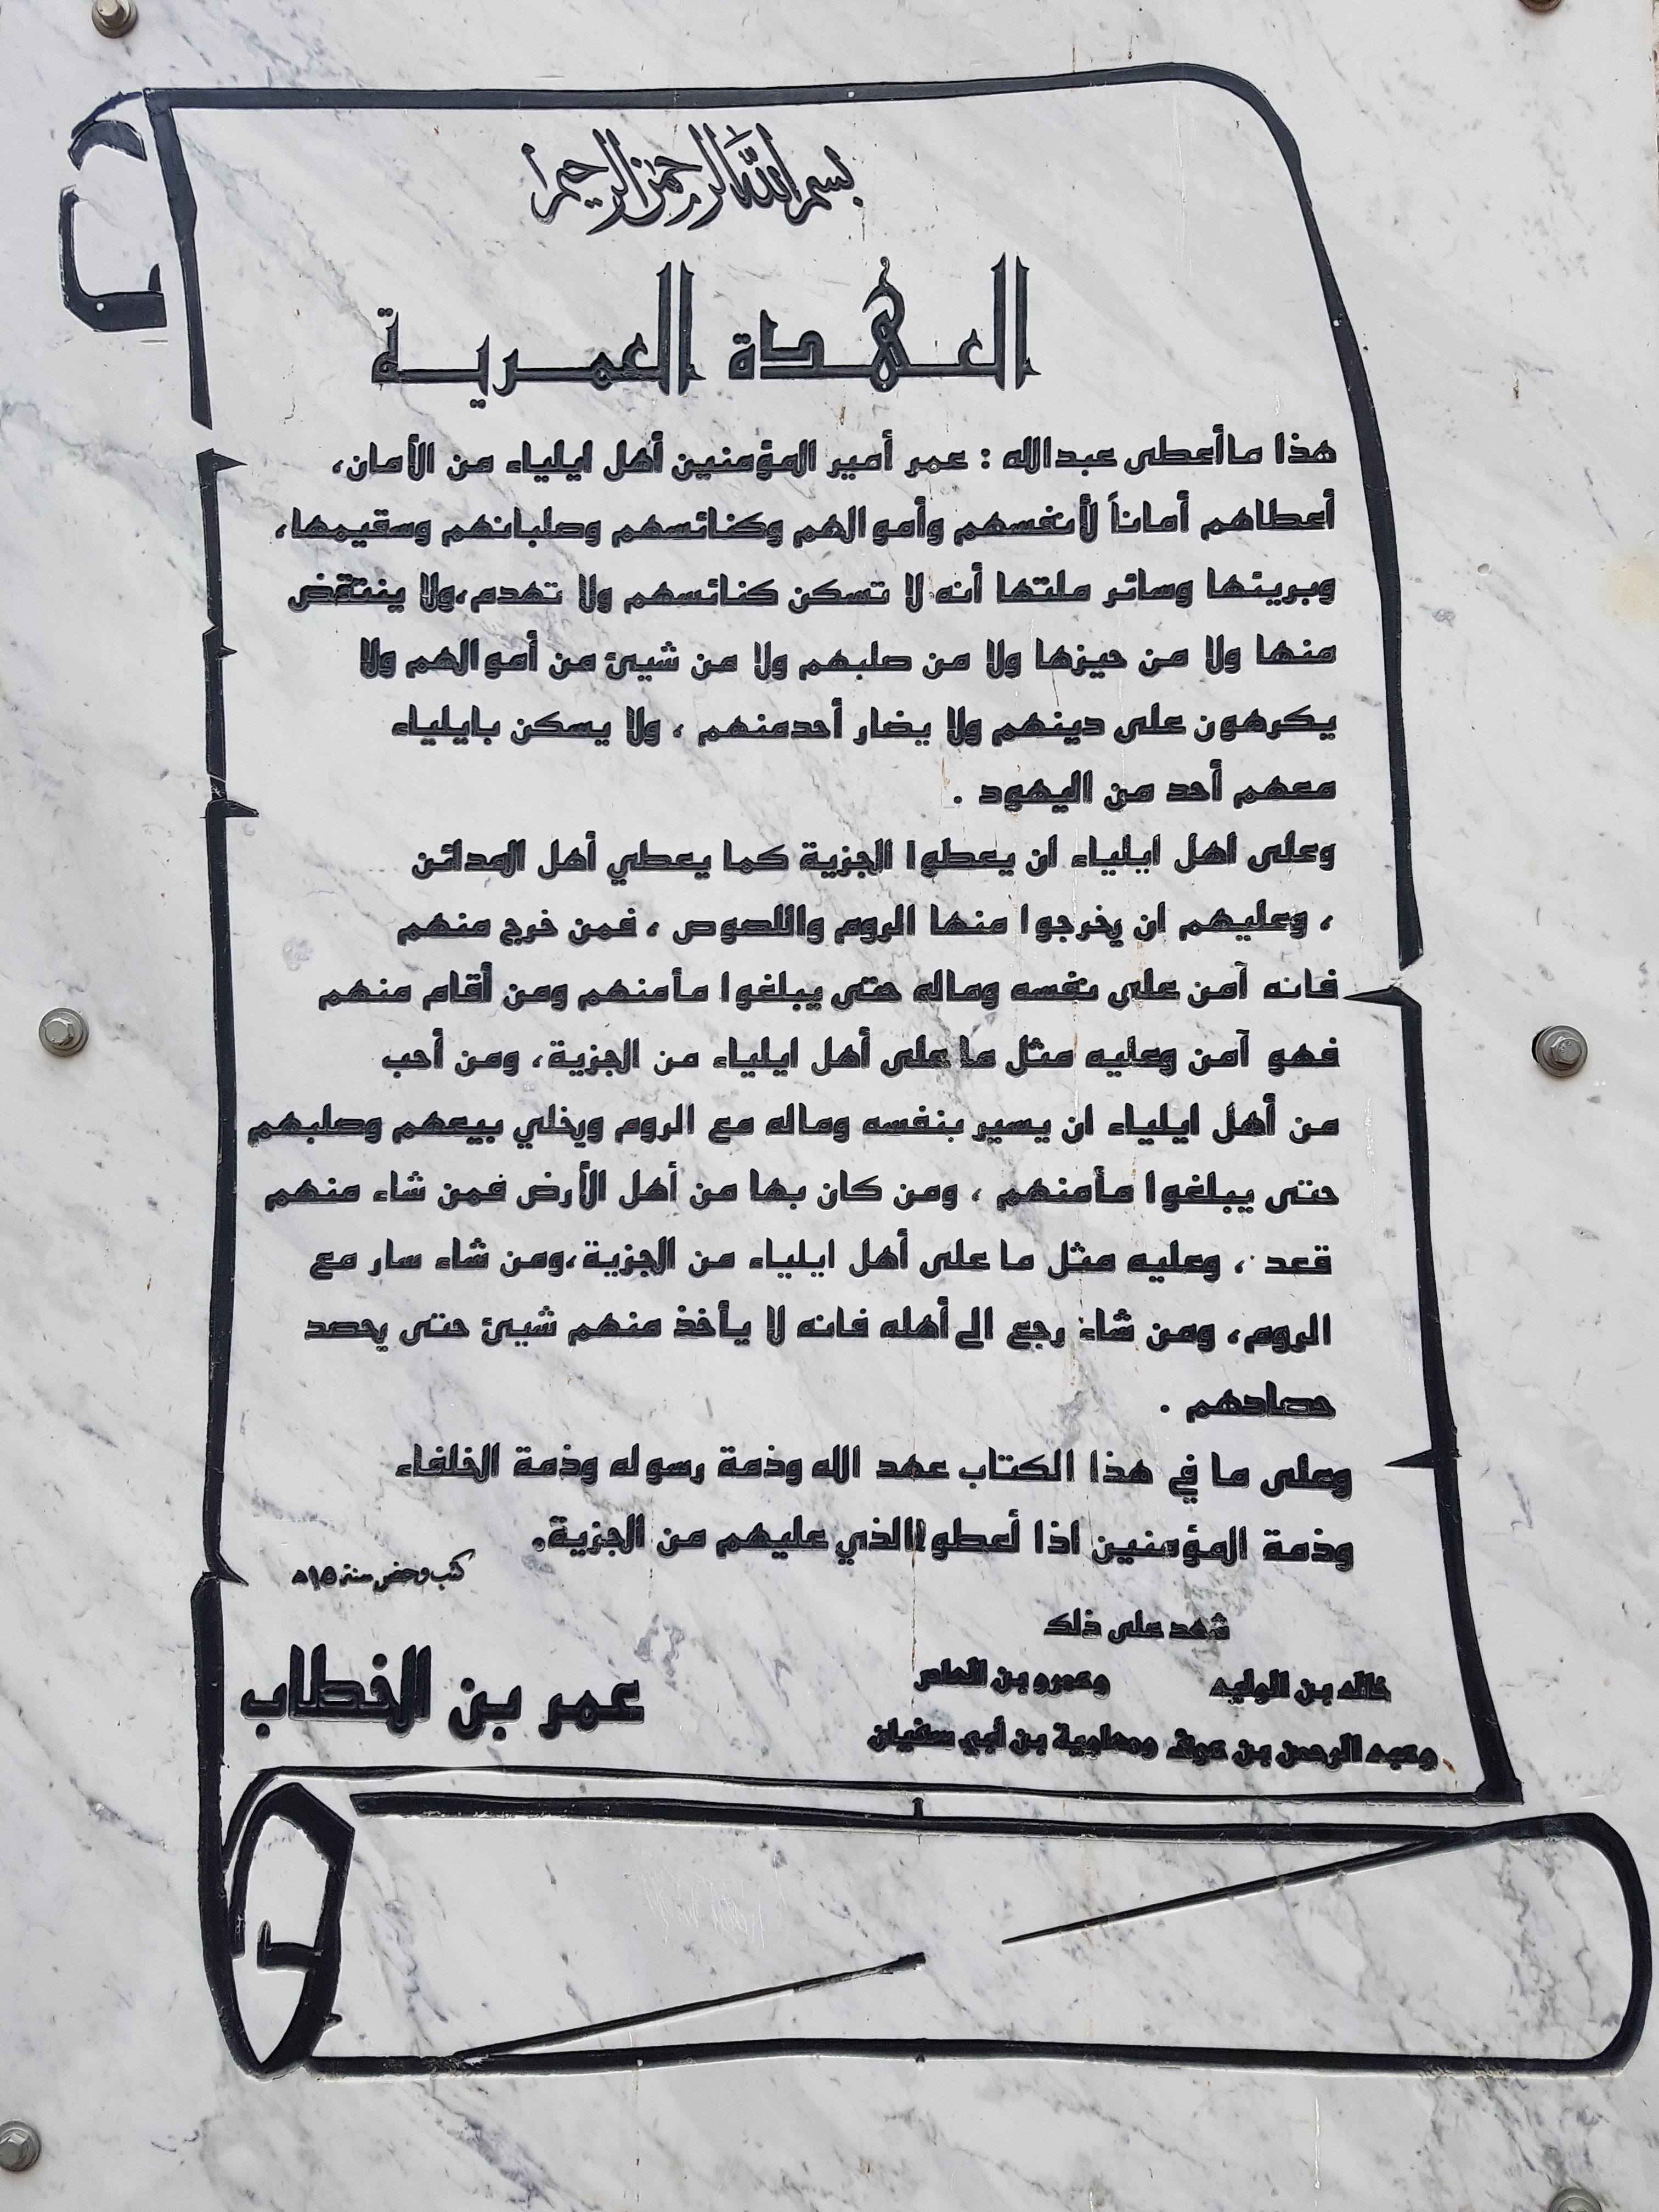 بسم الله الرحمن الرحيم
العهدة العمرية
هذا ماأعطى عبدالله : عمر أمير المؤمنين أهل ايلياء من الأمان،
أعطاهم أماناً لأنفسهم وأموالهم وكنائسهم وصلبانهم وسقيمها،
وبريئها وسائر ملتها أنه لا تسكن كنائسهم ولا تهدم،ولا ينتقض
منها ولا من حيزها ولا من صلبهم ولا من شيئ من أموالهم ولا
يكرهون على دينهم ولا يضار أحدمنهم ، ولا يسكن بايلياء
معهم أحد من اليهود .
وعلى اهل ايلياء ان يعطوا الجزية كما يعطي أهل المدائن
، وعليهم ان يخرجوا منها الروم واللصوص ، فمن خرج منهم
فانه آمن على نفسه وماله حتى يبلغوا مأمنهم ومن أقام منهم
فهو آمن وعليه مثل ما على أهل ايلياء من الجزية، ومن أحب
من أهل ايلياء ان يسير بنفسه وماله مع الروم ويخلي بيعهم وصلبهم
حتى يبلغوا مأمنهم ، ومن كان بها من أهل الأرض فمن شاء منهم
قعد ، وعليه مثل ما على أهل ايلياء من الجزية،ومن شاء سار مع
الروم، ومن شاء رجع الى أهله فانه لا يأخذ منهم شيئ حتى يحصد
حصادهم .
وعلى ما في هذا الكتاب عهد الله وذمة رسوله وذمة الخلفاء
وذمة المؤمنين اذا أعطوا الذي عليهم من الجزية.
كتب وحضر سنة ١٥هـ
شهد على ذلك
خالد بن الوليد وعمرو بن العاص
وعبد الرحمن بن عوف ومعاوية بن أبي سفيان
عمر بن الخطاب